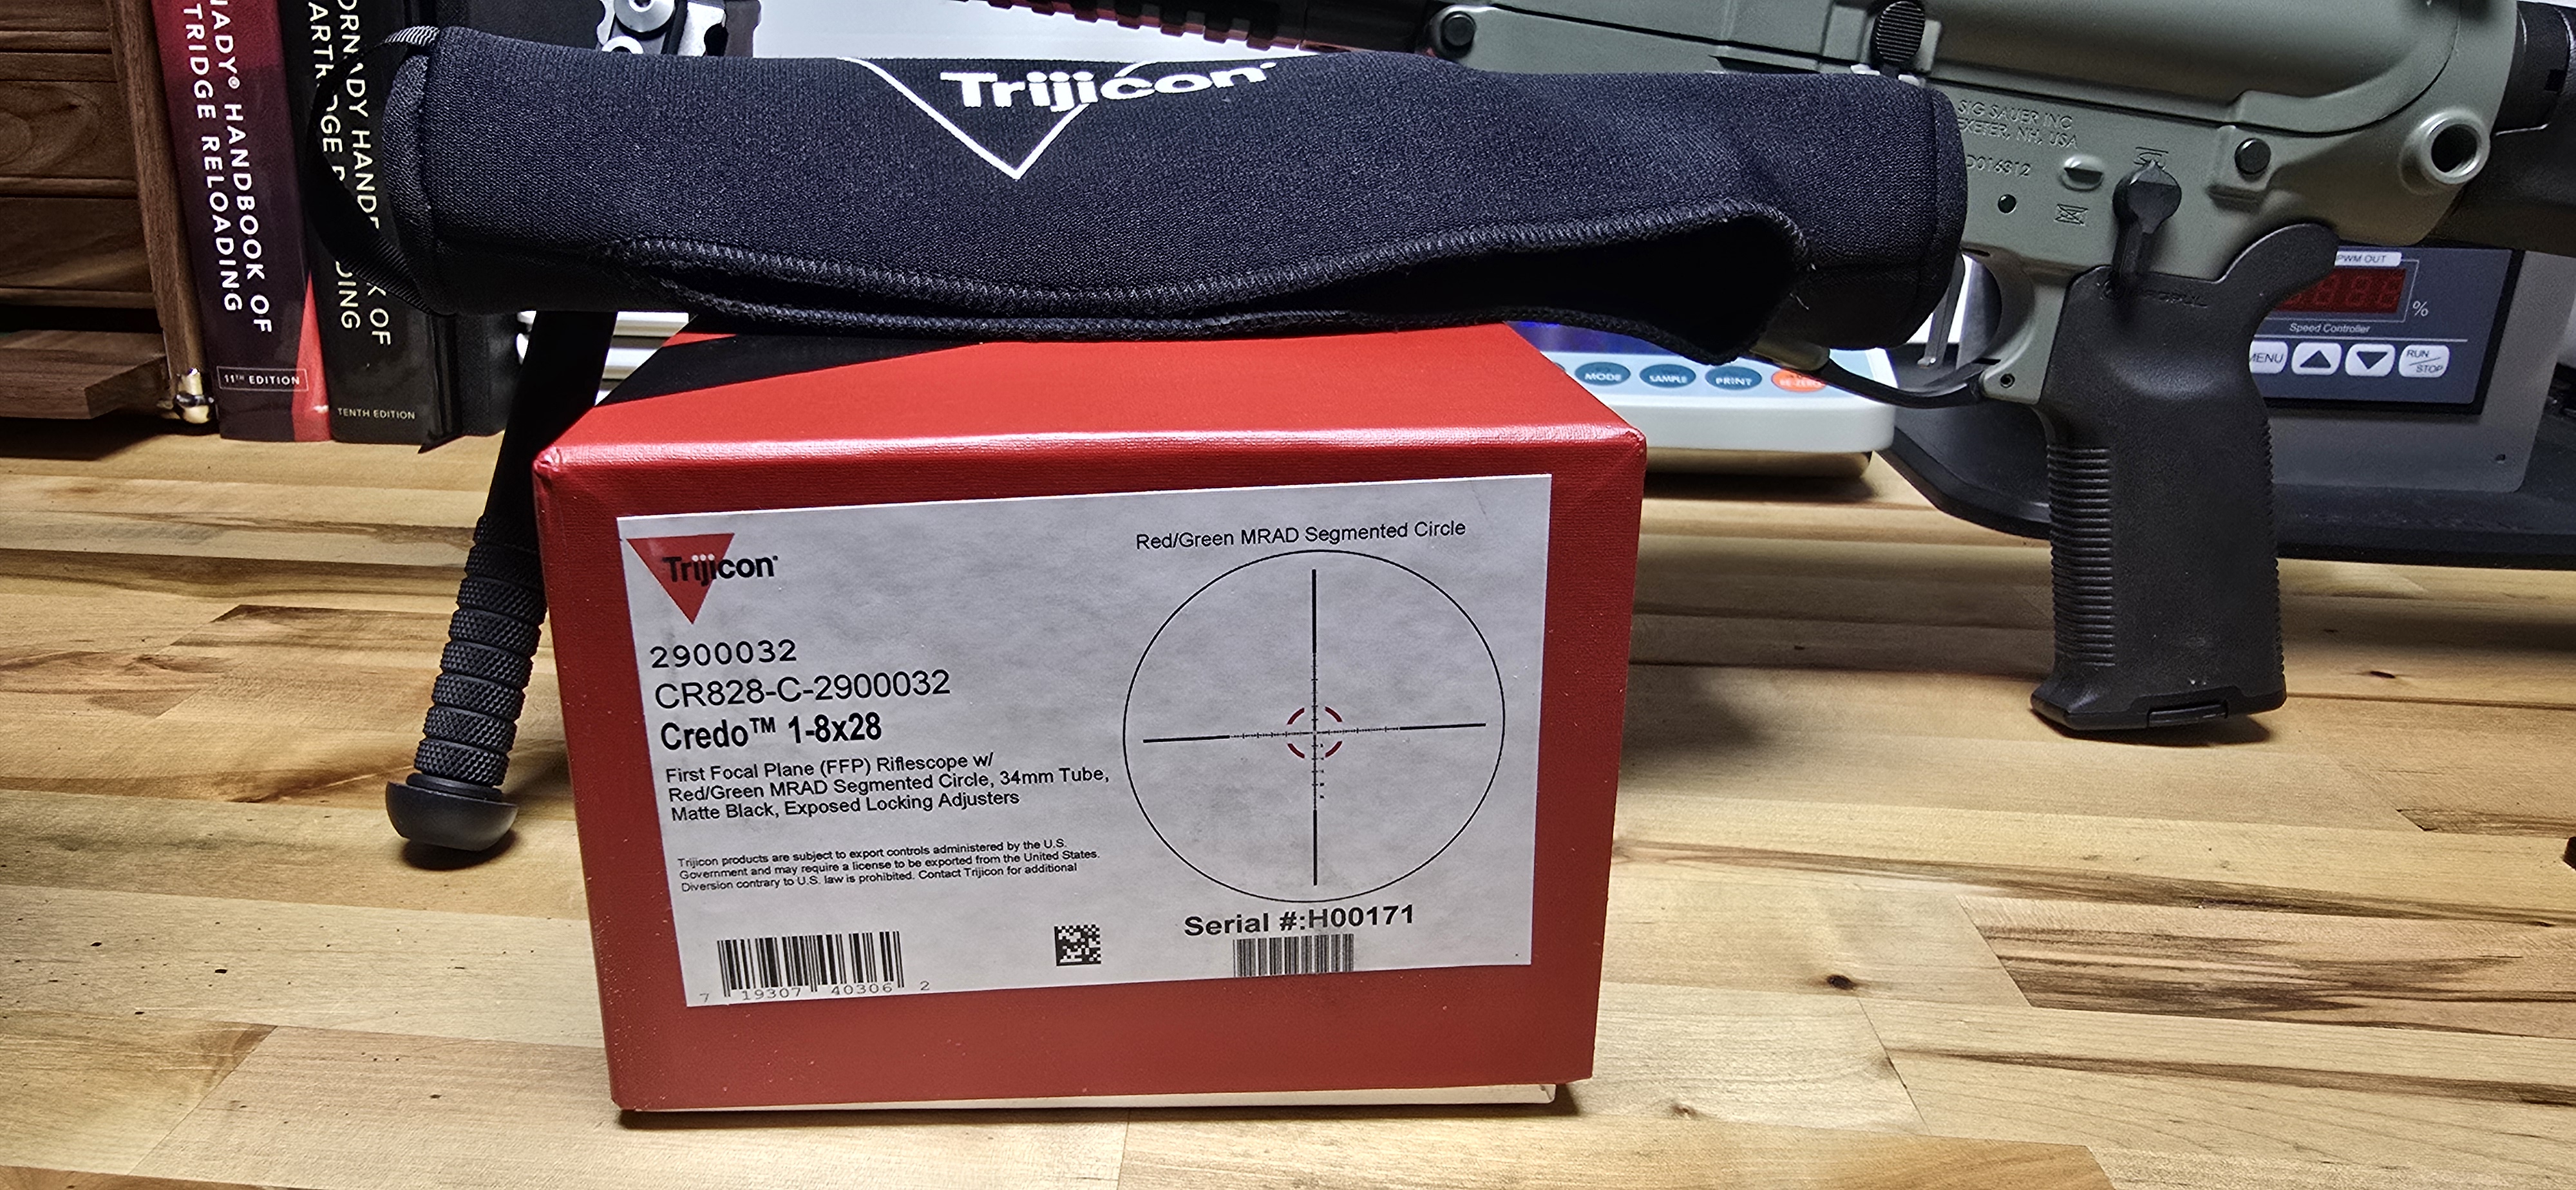 Trijicon
NADY® HANDBOOK OF
TRIDGE RELOADING
11TH EDITION
TENTH EDITION
SIG SAUER INC
EXETER, NH, USA
PWM OUT
%
Speed Controller
MENU
RUN
STOP
MODE
SAMPLE
PRINT
RE-ZERO
Trijicon
Red/Green MRAD Segmented Circle
2900032
CR828-C-2900032
Credo™ 1-8x28
First Focal Plane (FFP) Riflescope w/
Red/Green MRAD Segmented Circle, 34mm Tube,
Matte Black, Exposed Locking Adjusters
Trijicon products are subject to export controls administered by the U.S.
Government and may require a license to be exported from the United States.
Diversion contrary to U.S. law is prohibited. Contact Trijicon for additional
Serial #:H00171
7 19307 40306 2